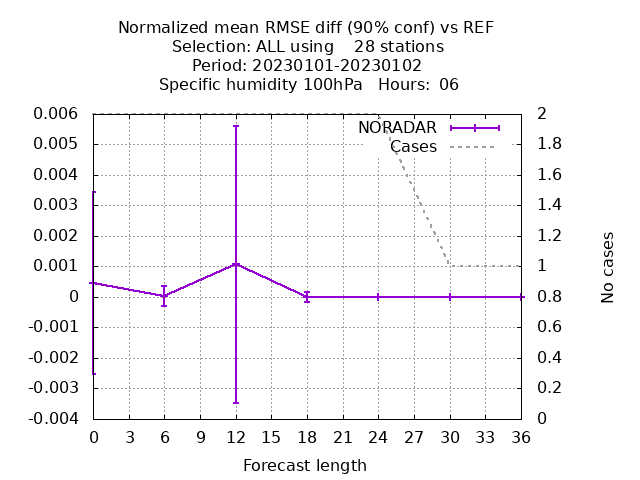 Normalized mean RMSE diff (90% conf) vs REF
Selection: ALL using    28 stations
Period: 20230101-20230102
Specific humidity 100hPa   Hours: 06
NORADAR
Cases
0.006
0.005
0.004
0.003
0.002
0.001
0
-0.001
-0.002
-0.003
-0.004
2
1.8
1.6
1.4
1.2
1
0.8
0.6
0.4
0.2
0
No cases
0 3 6 9 12 15 18 21 24 27 30 33 36
Forecast length